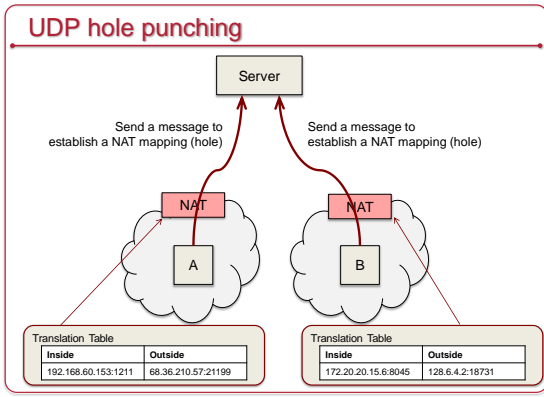 UDP hole punching
Server
Send a message to
establish a NAT mapping (hole)
Send a message to
establish a NAT mapping (hole)
NAT
NAT
A
B
Translation Table
Inside Outside
192.168.60.153:1211 68.36.210.57:21199
Translation Table
Inside Outside
172.20.20.15.6:8045 128.6.4.2:18731